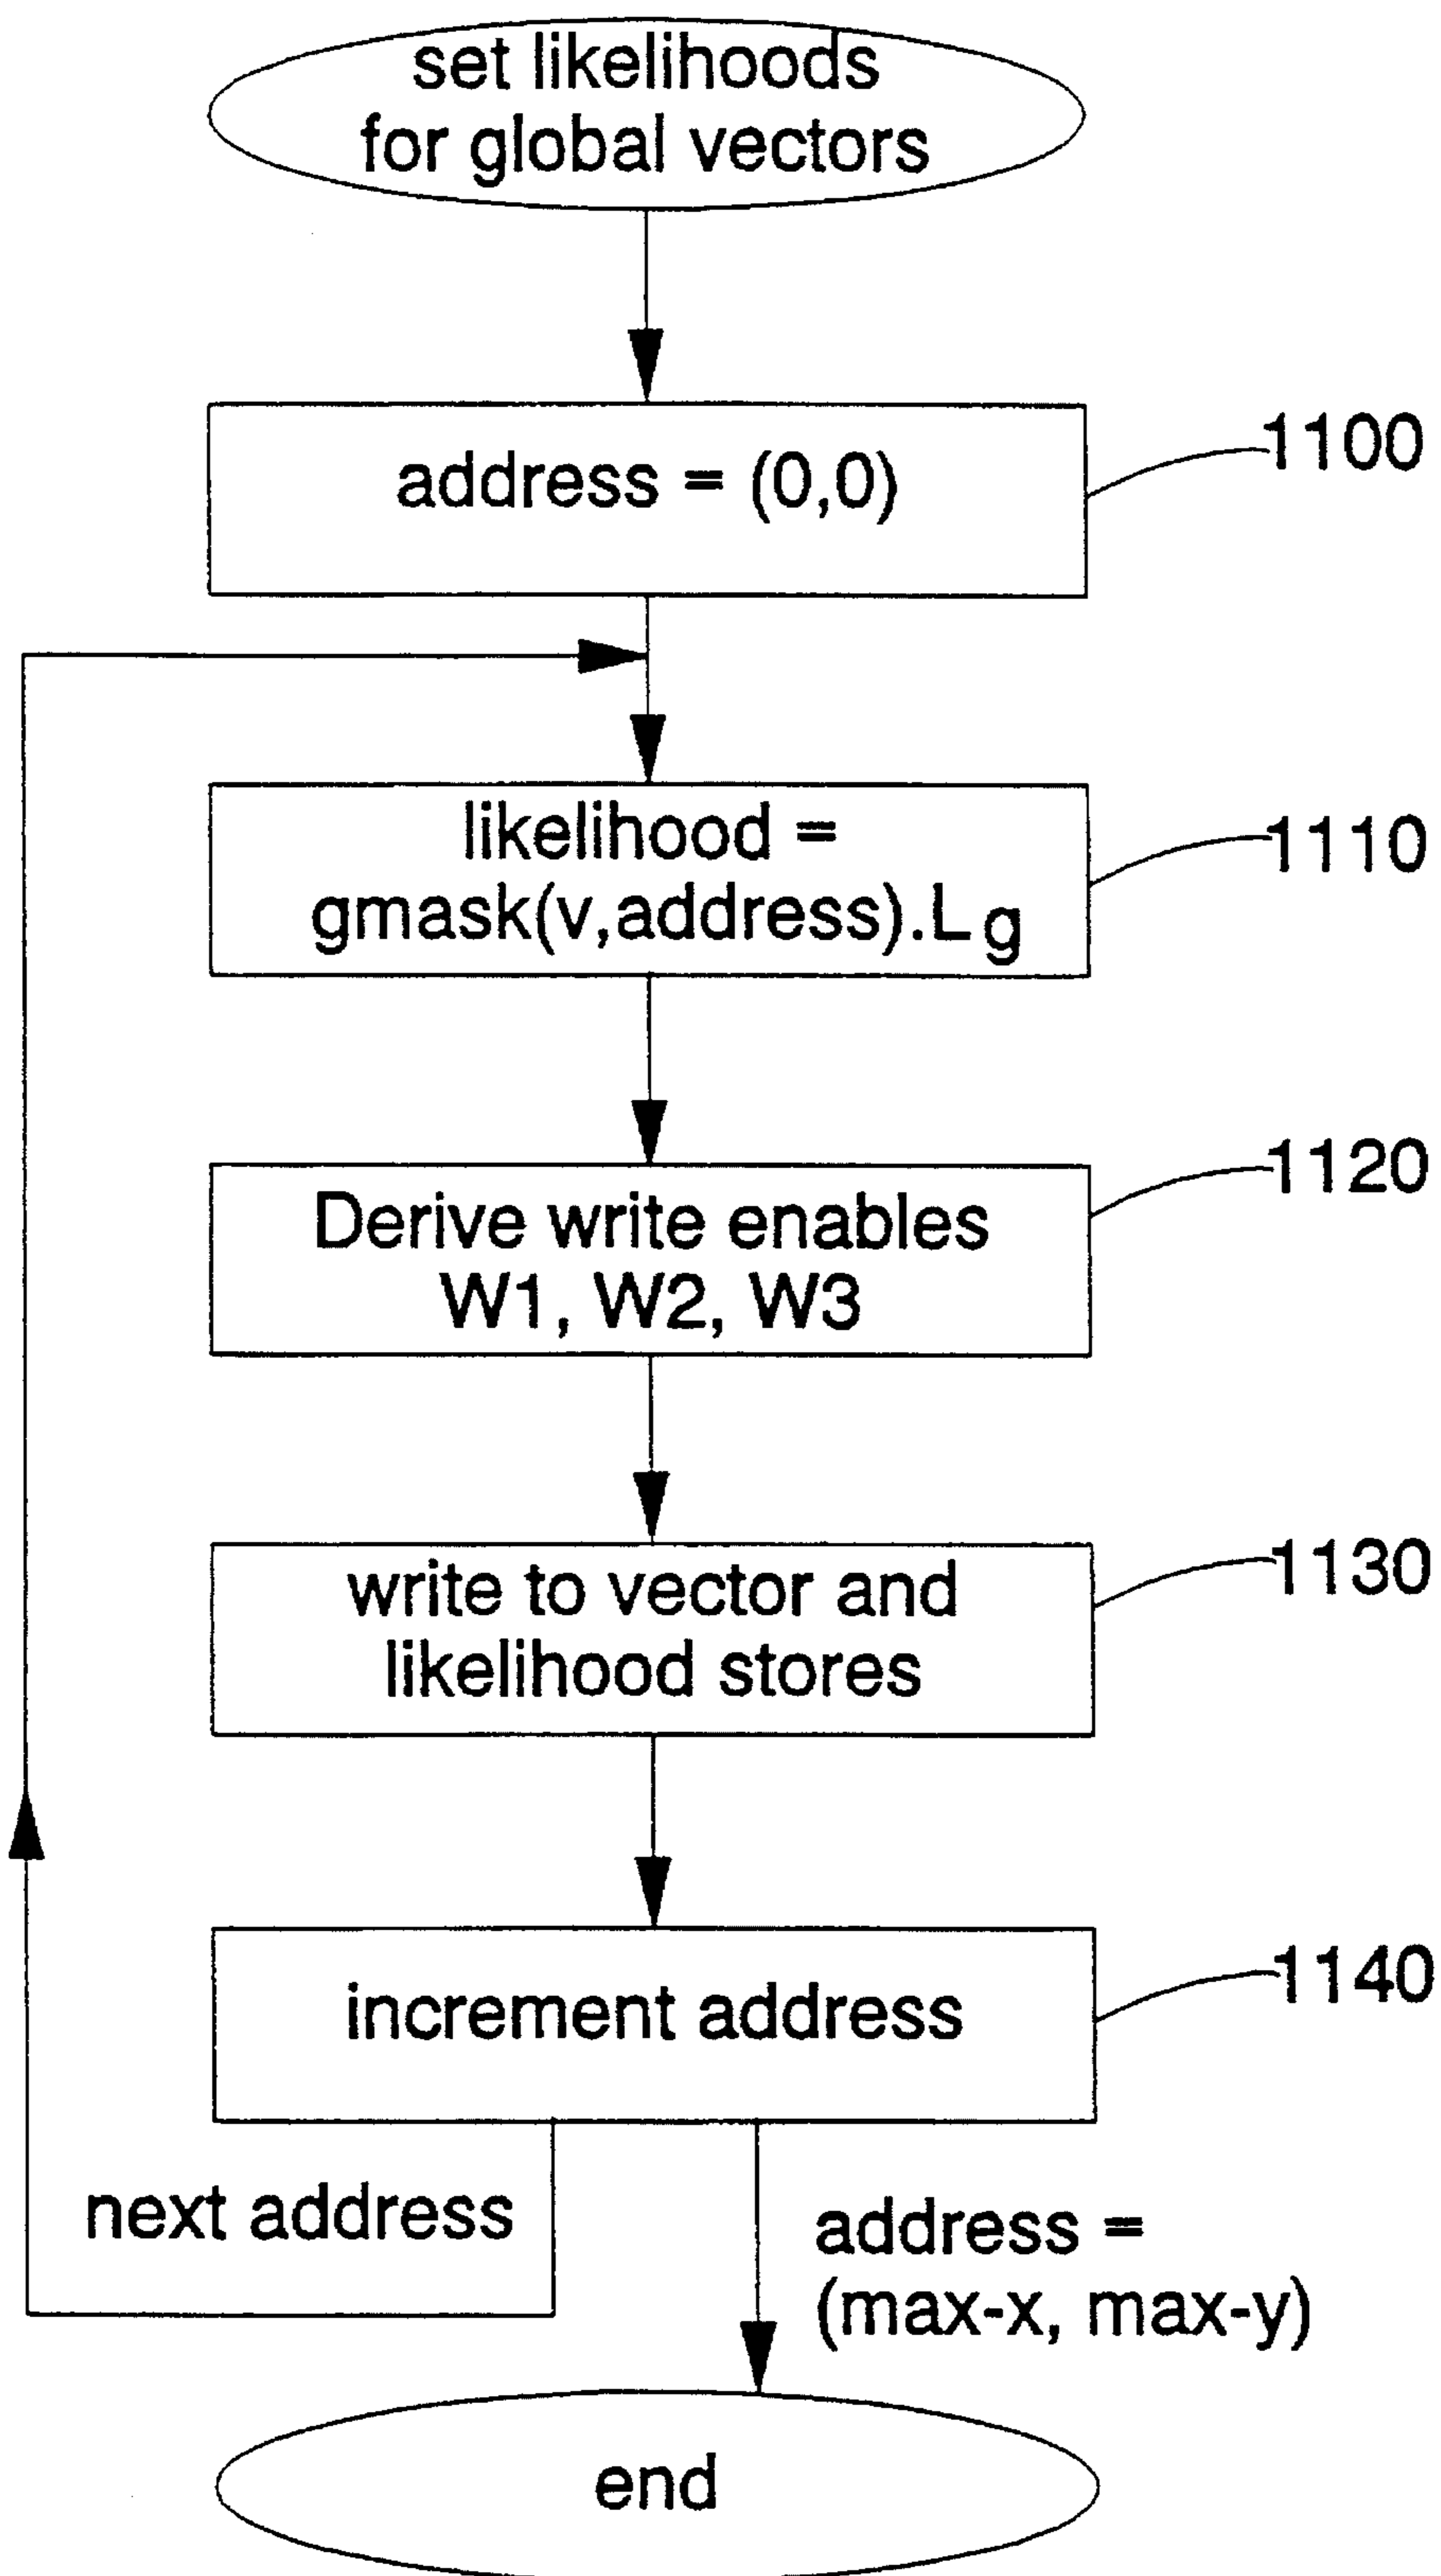 set likelihoods
for global vectors
address = (0,0)
1100
likelihood =
gmask(v,address).Lg
1110
Derive write enables
W1, W2, W3
1120
write to vector and
likelihood stores
1130
increment address
1140
next address
address =
(max-x, max-y)
end